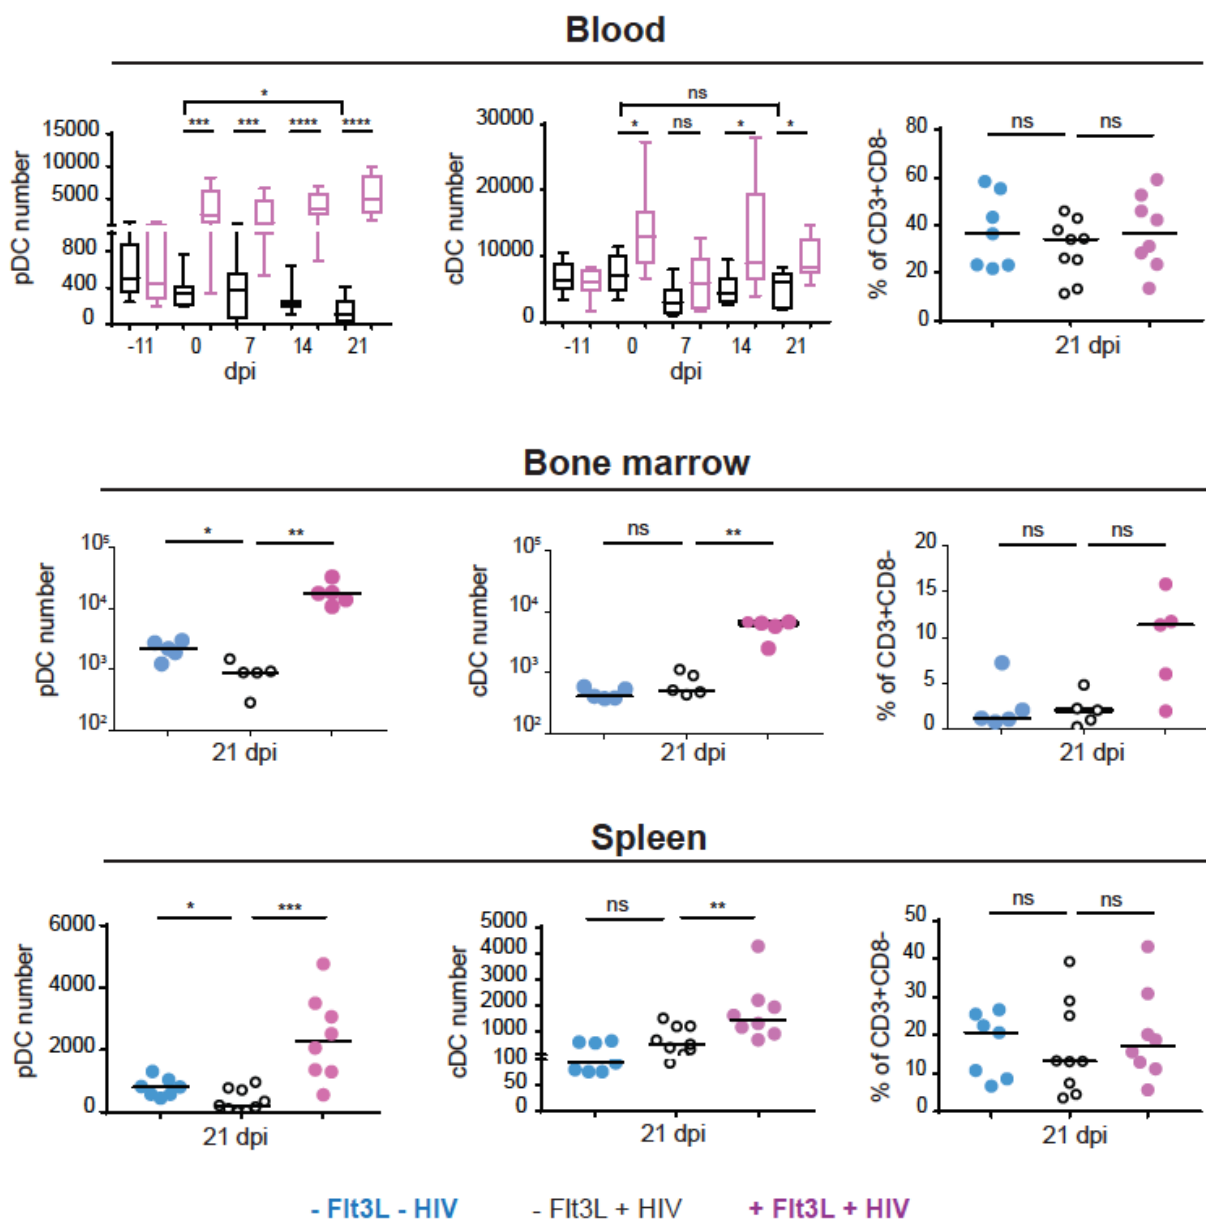 Blood
pDC number
15000
10000
5000
800
400
0
*
*** *** **** ****
-11 0 7 14 21
dpi
cDC number
30000
20000
10000
0
ns
* ns * *
-11 0 7 14 21
dpi
% of CD3+CD8-
80
60
40
20
0
ns ns
21 dpi
Bone marrow
pDC number
10⁵
10⁴
10³
10²
* **
21 dpi
cDC number
10⁵
10⁴
10³
10²
ns **
21 dpi
% of CD3+CD8-
20
15
10
5
0
ns ns
21 dpi
Spleen
pDC number
6000
4000
2000
0
* ***
21 dpi
cDC number
5000
4000
3000
2000
1000
100
50
0
ns **
21 dpi
% of CD3+CD8-
50
40
30
20
10
0
ns ns
21 dpi
- Flt3L - HIV - Flt3L + HIV + Flt3L + HIV